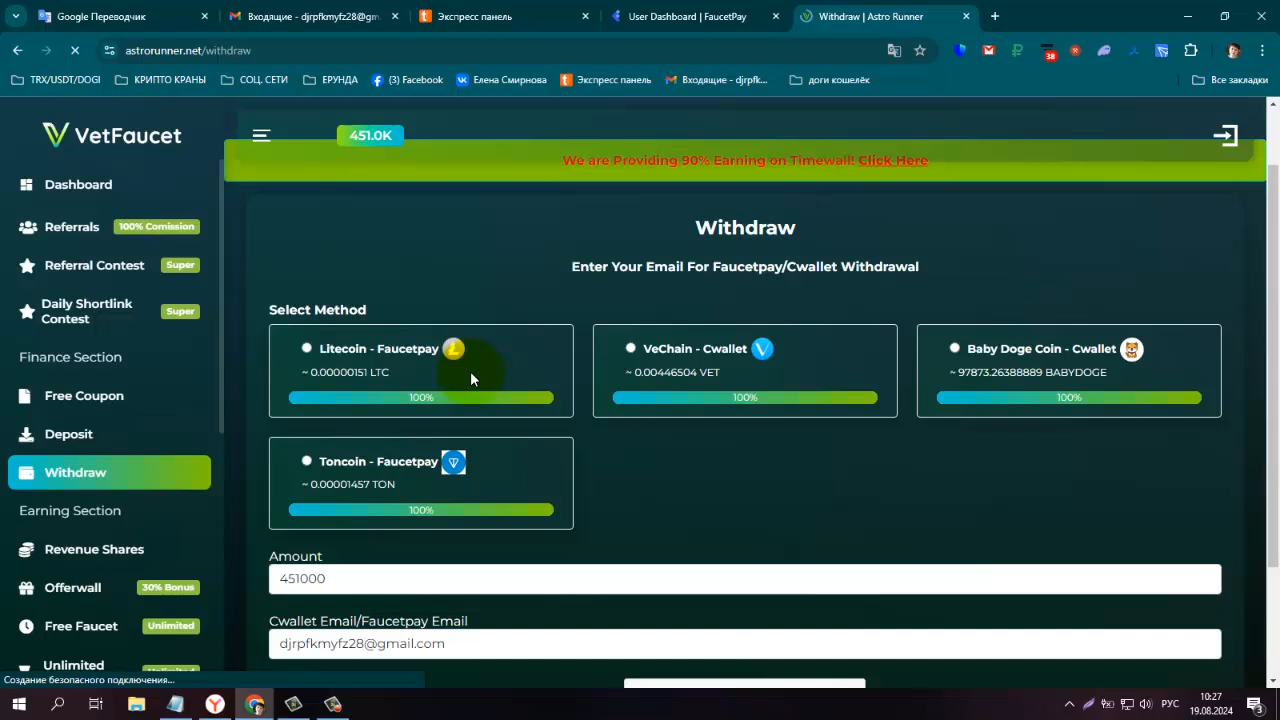 Google Переводчик
Входящие - djrpfkmyfz28@gm
Экспресс панель
User Dashboard | FaucetPay
Withdraw | Astro Runner
astrorunner.net/withdraw
38
TRX/USDT/DOGI
КРИПТО КРАНЫ
СОЦ. СЕТИ
ЕРУНДА
(3) Facebook
Елена Смирнова
Экспресс панель
Входящие - djrpfk...
доги кошелёк
Все закладки
VetFaucet
451.0K
We are Providing 90% Earning on Timewall! Click Here
Dashboard
Referrals 100% Comission
Referral Contest Super
Daily Shortlink
Contest Super
Finance Section
Free Coupon
Deposit
Withdraw
Earning Section
Revenue Shares
Offerwall 30% Bonus
Free Faucet Unlimited
Unlimited
Withdraw
Enter Your Email For Faucetpay/Cwallet Withdrawal
Select Method
Litecoin - Faucetpay
~ 0.00000151 LTC
100%
VeChain - Cwallet
~ 0.00446504 VET
100%
Baby Doge Coin - Cwallet
~ 97873.26388889 BABYDOGE
100%
Toncoin - Faucetpay
~ 0.00001457 TON
100%
Amount
451000
Cwallet Email/Faucetpay Email
djrpfkmyfz28@gmail.com
Создание безопасного подключения...
РУС
10:27
19.08.2024
3